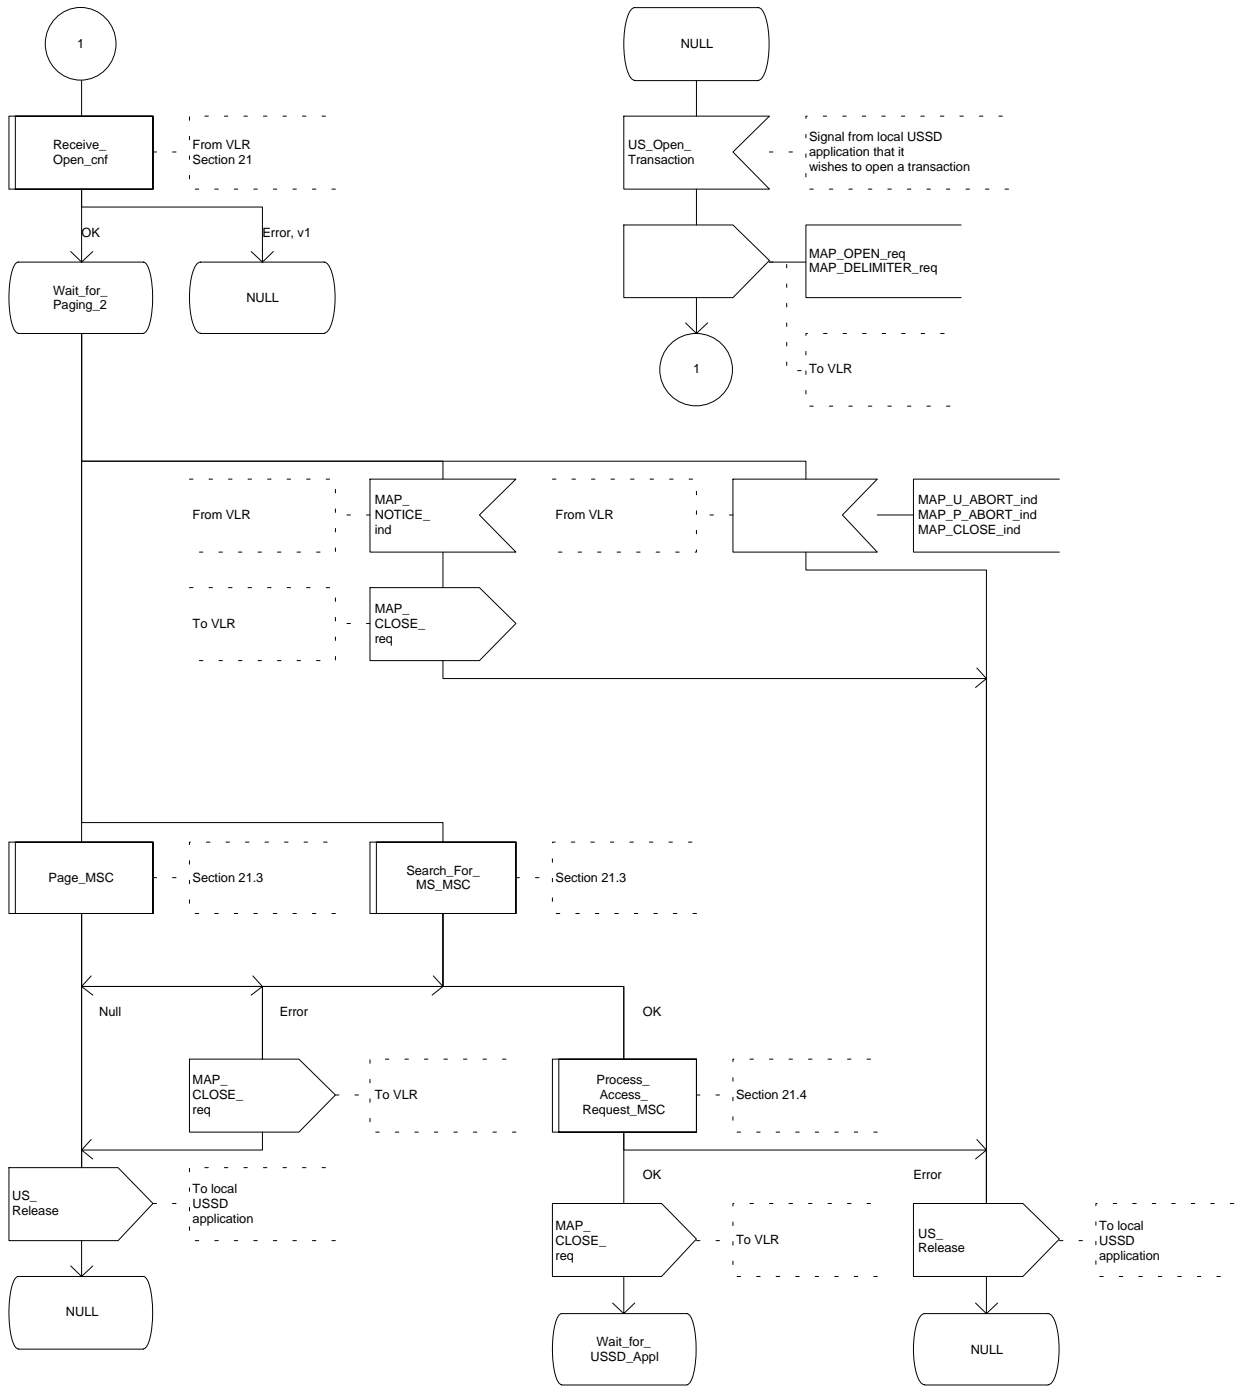 1
NULL
Receive_
Open_cnf
From VLR
Section 21
US_Open_
Transaction
Signal from local USSD
application that it
wishes to open a transaction
OK
Error, v1
Wait_for_
Paging_2
NULL
MAP_OPEN_req
MAP_DELIMITER_req
1
To VLR
From VLR
MAP_
NOTICE_
ind
From VLR
MAP_U_ABORT_ind
MAP_P_ABORT_ind
MAP_CLOSE_ind
To VLR
MAP_
CLOSE_
req
Page_MSC
Section 21.3
Search_For_
MS_MSC
Section 21.3
Null
Error
OK
MAP_
CLOSE_
req
To VLR
Process_
Access_
Request_MSC
Section 21.4
OK
Error
US_
Release
To local
USSD
application
MAP_
CLOSE_
req
To VLR
US_
Release
To local
USSD
application
NULL
Wait_for_
USSD_Appl
NULL